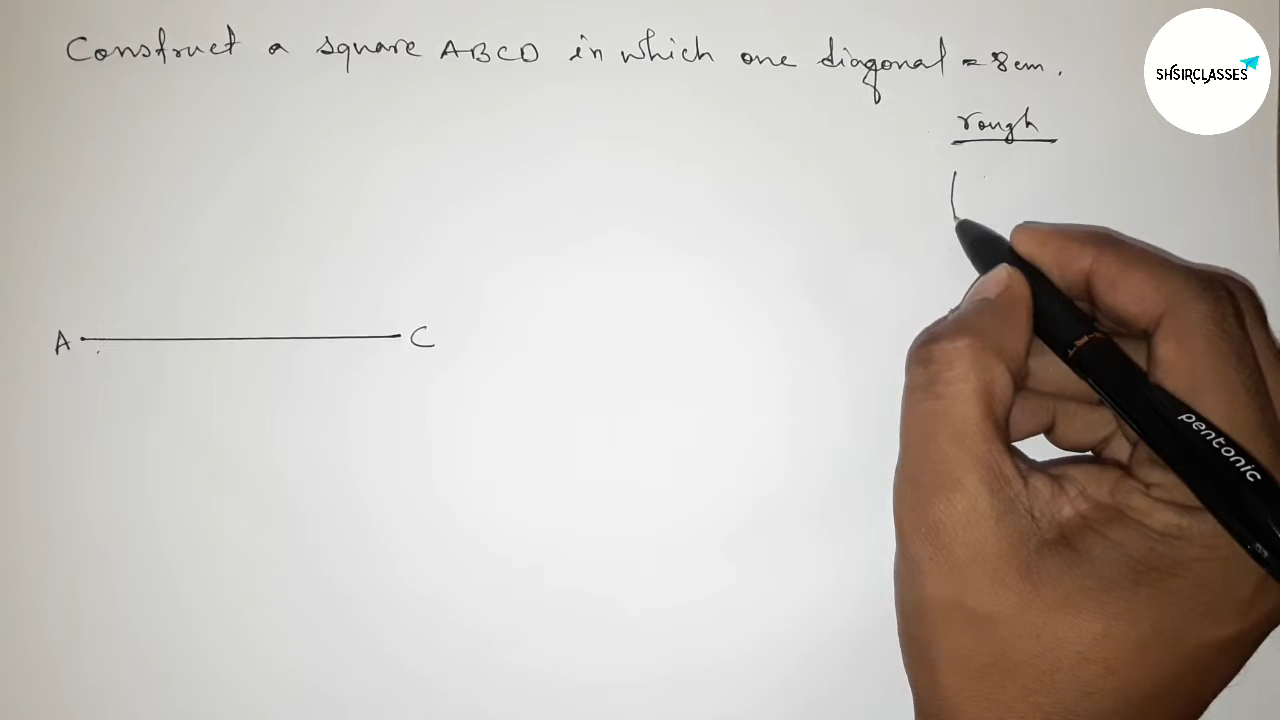 Construct a square ABCD in which one diagonal = 8cm.
SHSIRCLASSES
rough
A C
pentonic